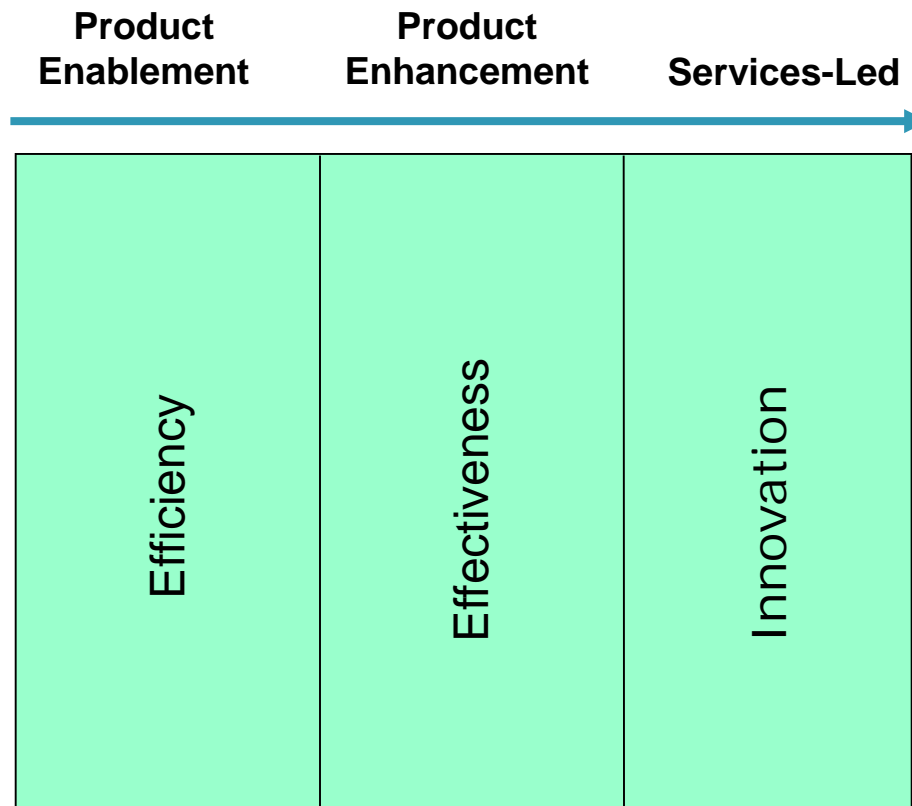 Product
Enablement
Product
Enhancement
Services-Led
Efficiency
Effectiveness
Innovation